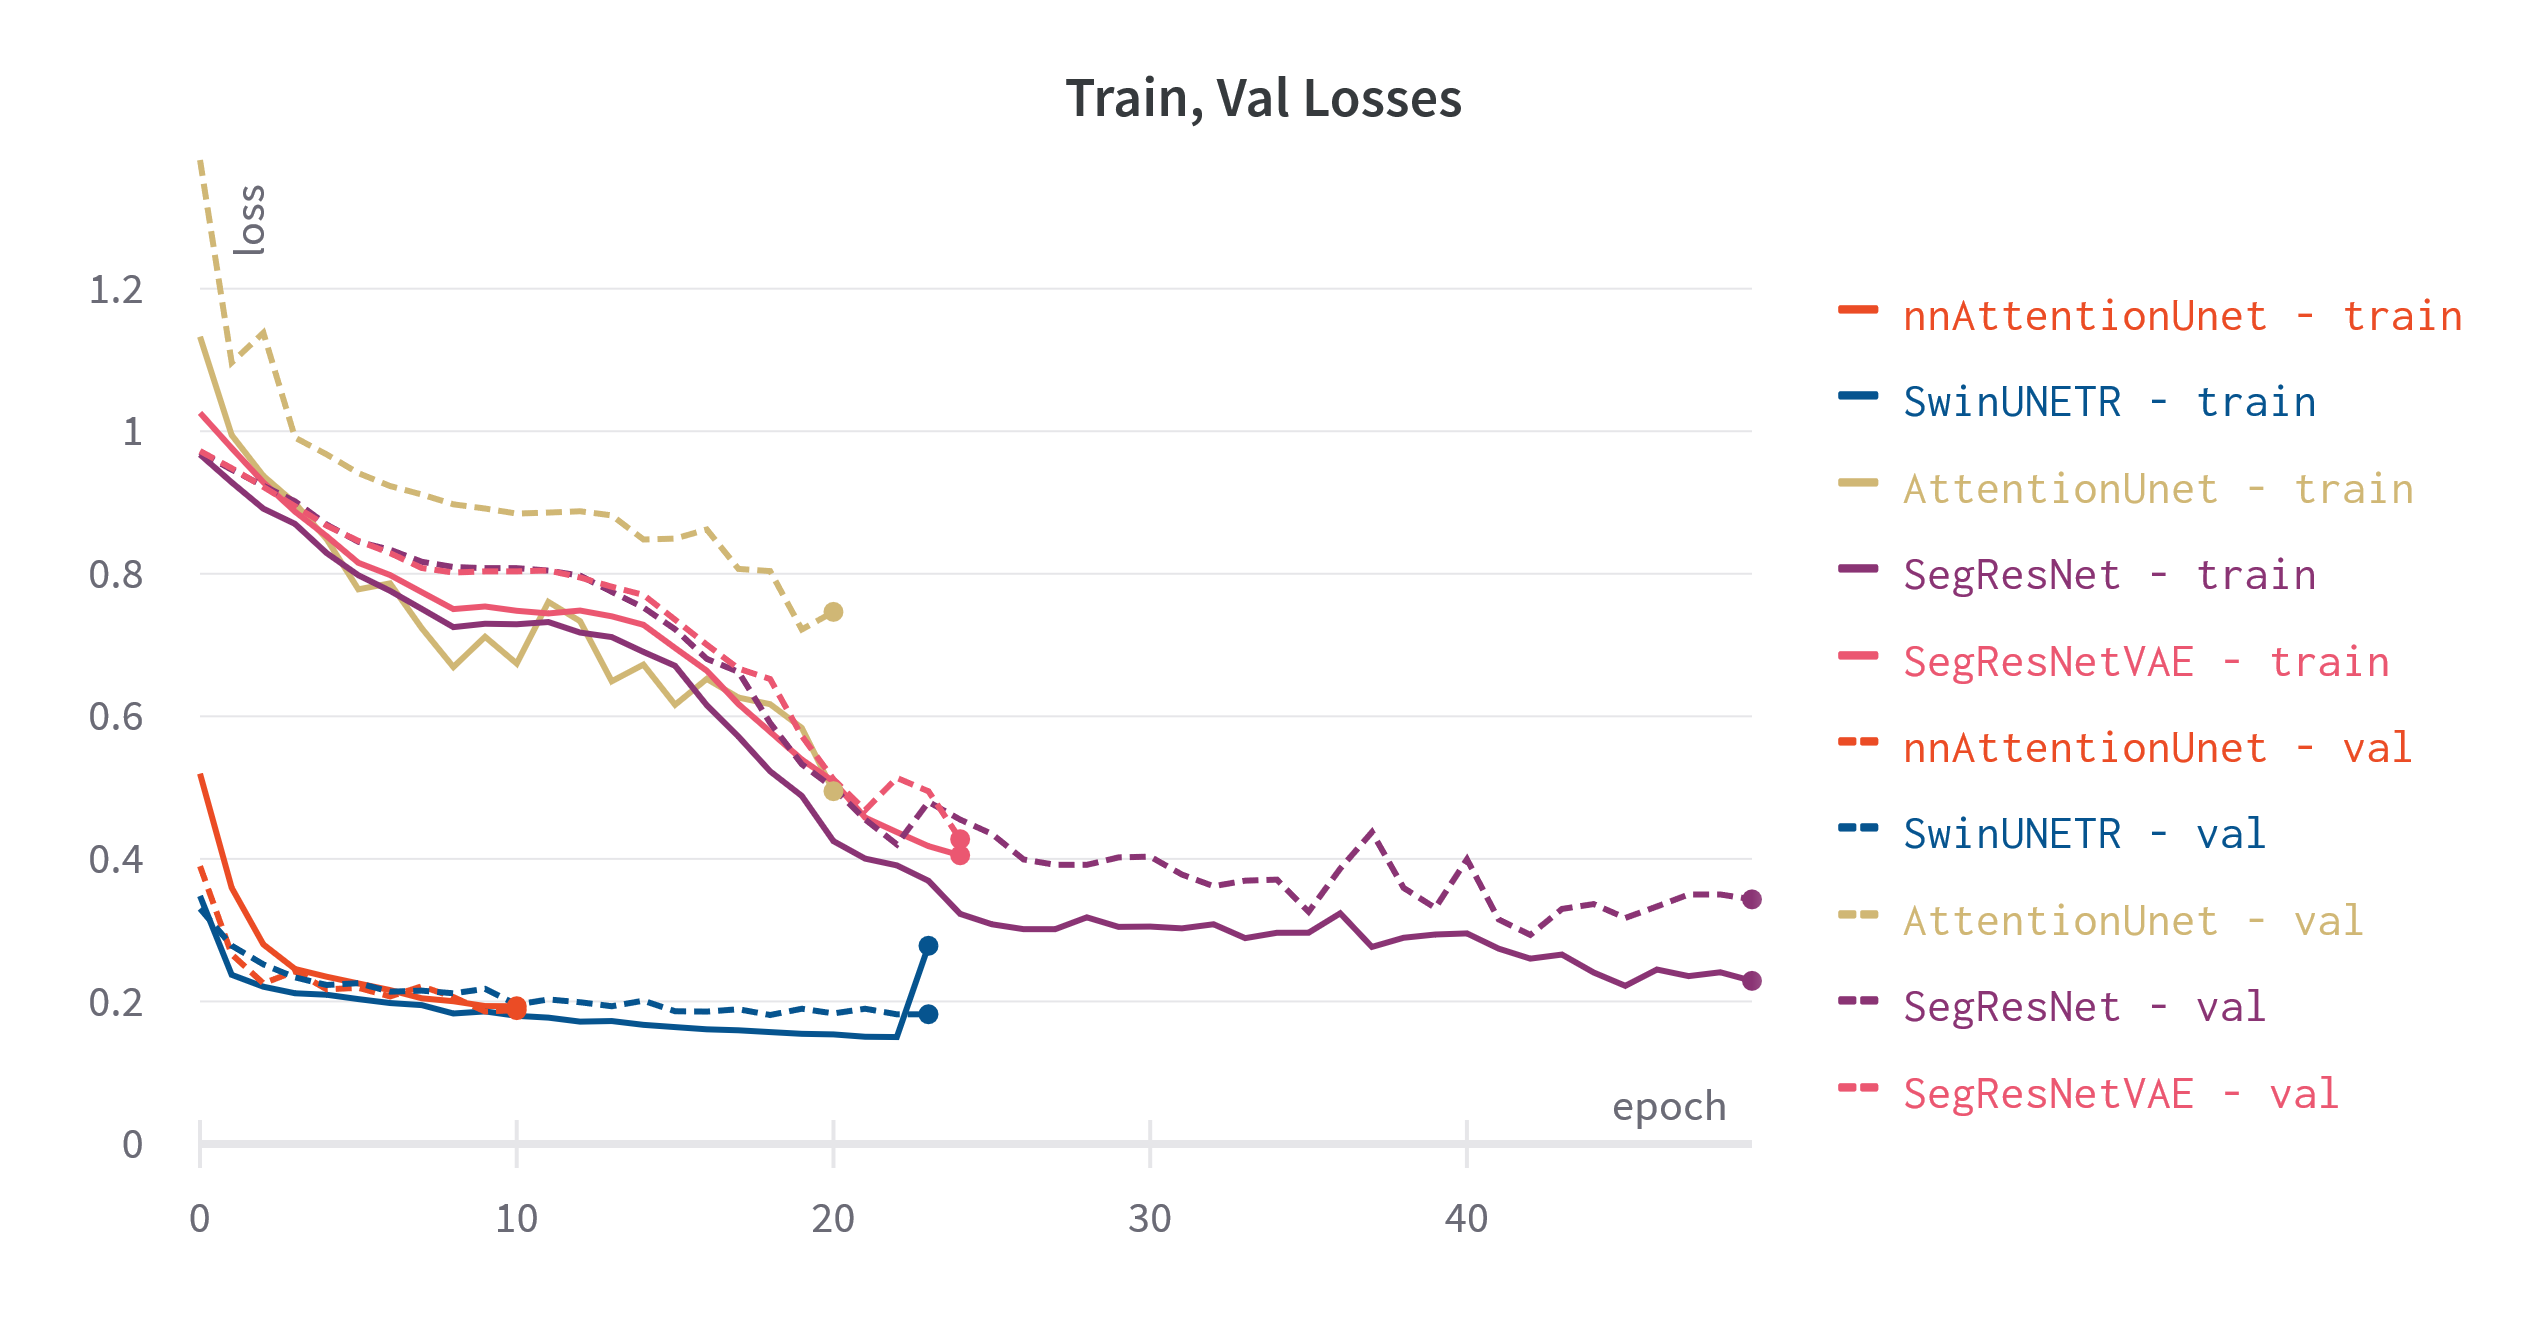 Train, Val Losses
loss
1.2
1
0.8
0.6
0.4
0.2
0
epoch
0
10
20
30
40
nnAttentionUnet - train
SwinUNETR - train
AttentionUnet - train
SegResNet - train
SegResNetVAE - train
nnAttentionUnet - val
SwinUNETR - val
AttentionUnet - val
SegResNet - val
SegResNetVAE - val